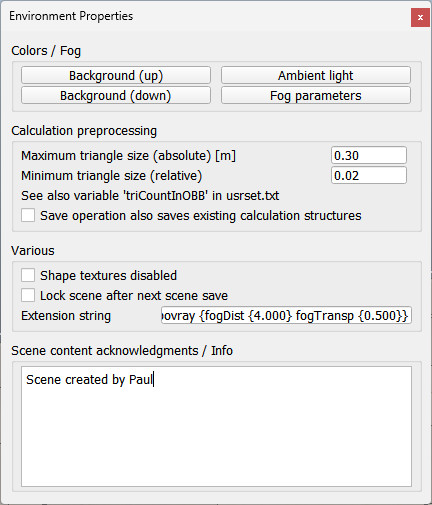 Environment Properties
x
Colors / Fog
Background (up) Ambient light
Background (down) Fog parameters
Calculation preprocessing
Maximum triangle size (absolute) [m] 0.30
Minimum triangle size (relative) 0.02
See also variable 'triCountInOBB' in usrset.txt
Save operation also saves existing calculation structures
Various
Shape textures disabled
Lock scene after next scene save
Extension string ovray {fogDist {4.000} fogTransp {0.500}}
Scene content acknowledgments / Info
Scene created by Paul